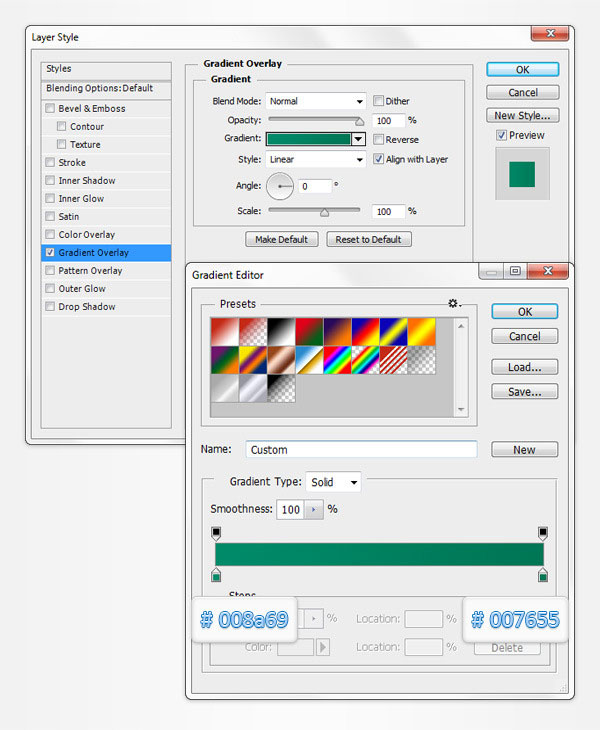 Layer Style
Styles
Blending Options: Default
Bevel & Emboss
Contour
Texture
Stroke
Inner Shadow
Inner Glow
Satin
Color Overlay
Gradient Overlay
Pattern Overlay
Outer Glow
Drop Shadow
Gradient Overlay
Gradient
Blend Mode: Normal Dither
Opacity: 100 %
Gradient: Reverse
Style: Linear Align with Layer
Angle: 0 °
Scale: 100 %
Make Default Reset to Default
OK
Cancel
New Style...
Preview
Gradient Editor
Presets
OK
Cancel
Load...
Save...
Name: Custom New
Gradient Type: Solid
Smoothness: 100 %
Stops
# 008a69 % Location: % # 007655
Color: Location: % Delete